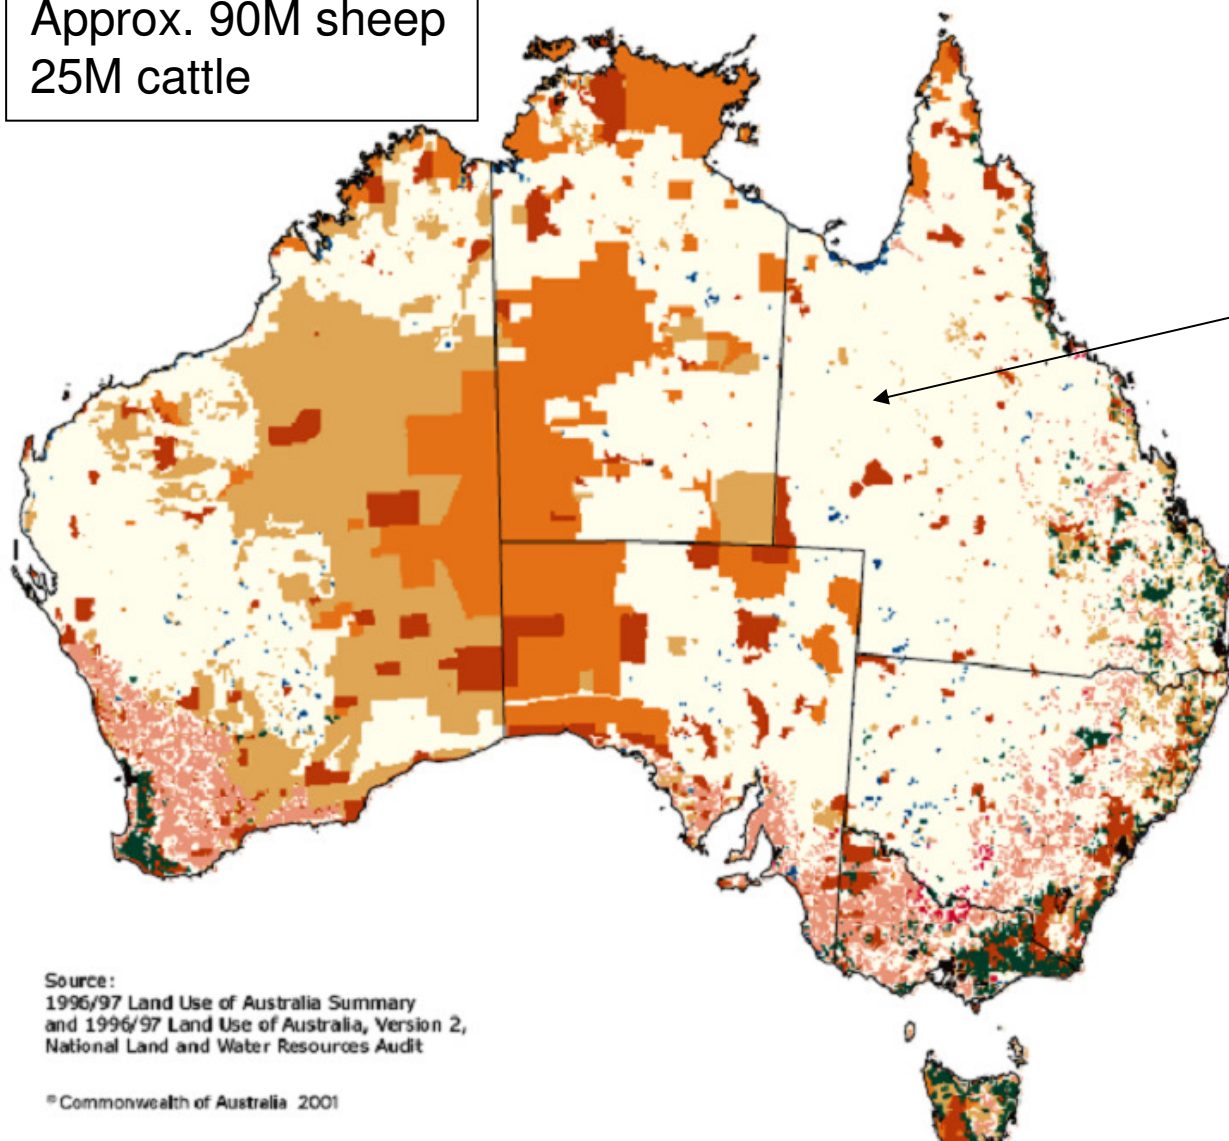 Approx. 90M sheep
25M cattle
Source:
1996/97 Land Use of Australia Summary
and 1996/97 Land Use of Australia, Version 2,
National Land and Water Resources Audit
© Commonwealth of Australia 2001